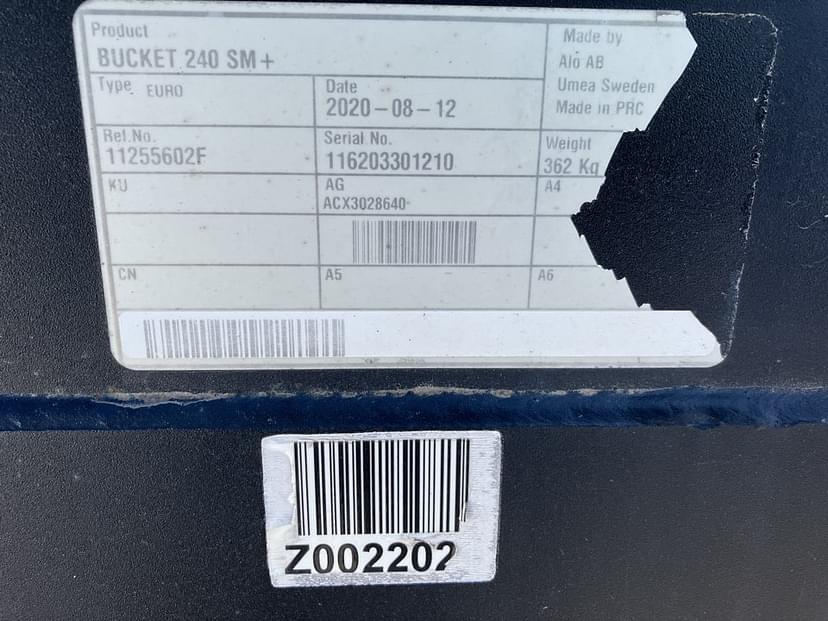 Product
BUCKET 240 SM+
Made by
Alö AB
Umea Sweden
Made in PRC
Type EURO
Date
2020-08-12
Ref.No.
11255602F
Serial No.
116203301210
Weight
362 Kg
KU
AG
ACX3028640
A4
CN
A5
A6
Z002202